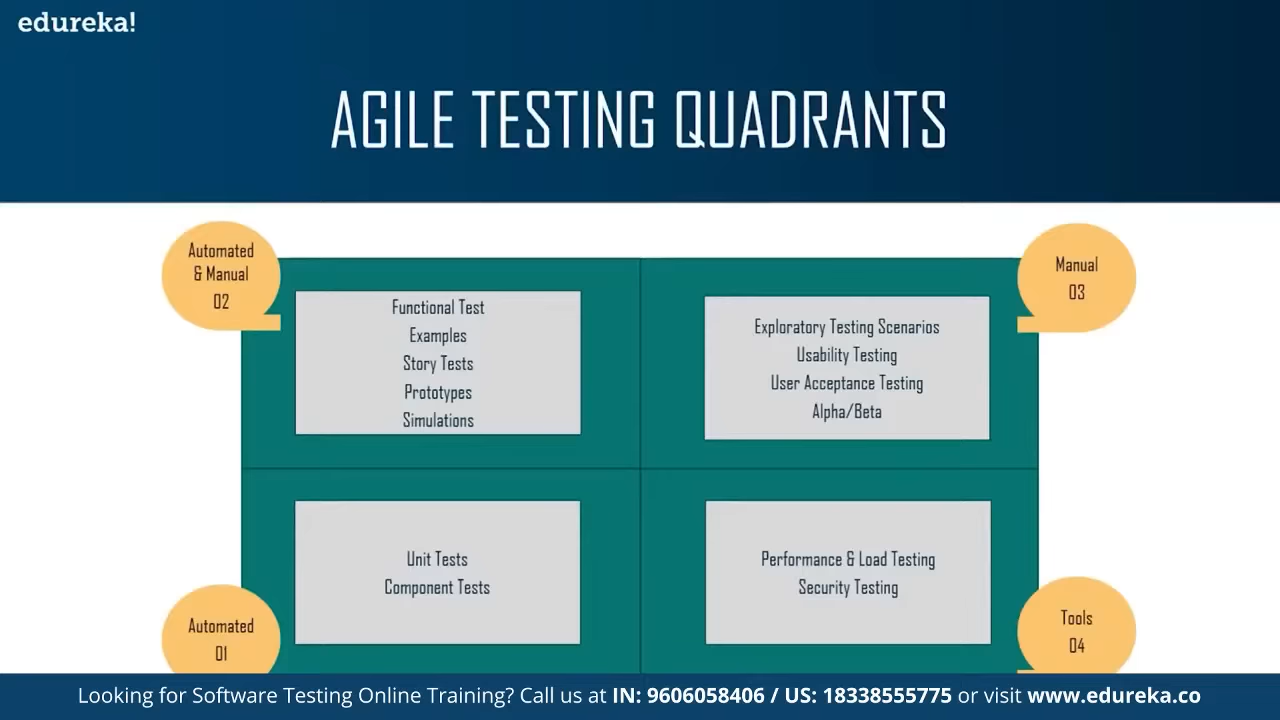 edureka!
AGILE TESTING QUADRANTS
Automated
& Manual
02
Functional Test
Examples
Story Tests
Prototypes
Simulations
Manual
03
Exploratory Testing Scenarios
Usability Testing
User Acceptance Testing
Alpha/Beta
Automated
01
Unit Tests
Component Tests
Performance & Load Testing
Security Testing
Tools
04
Looking for Software Testing Online Training? Call us at IN: 9606058406 / US: 18338555775 or visit www.edureka.co